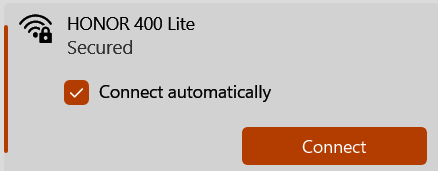 HONOR 400 Lite
Secured
Connect automatically
Connect